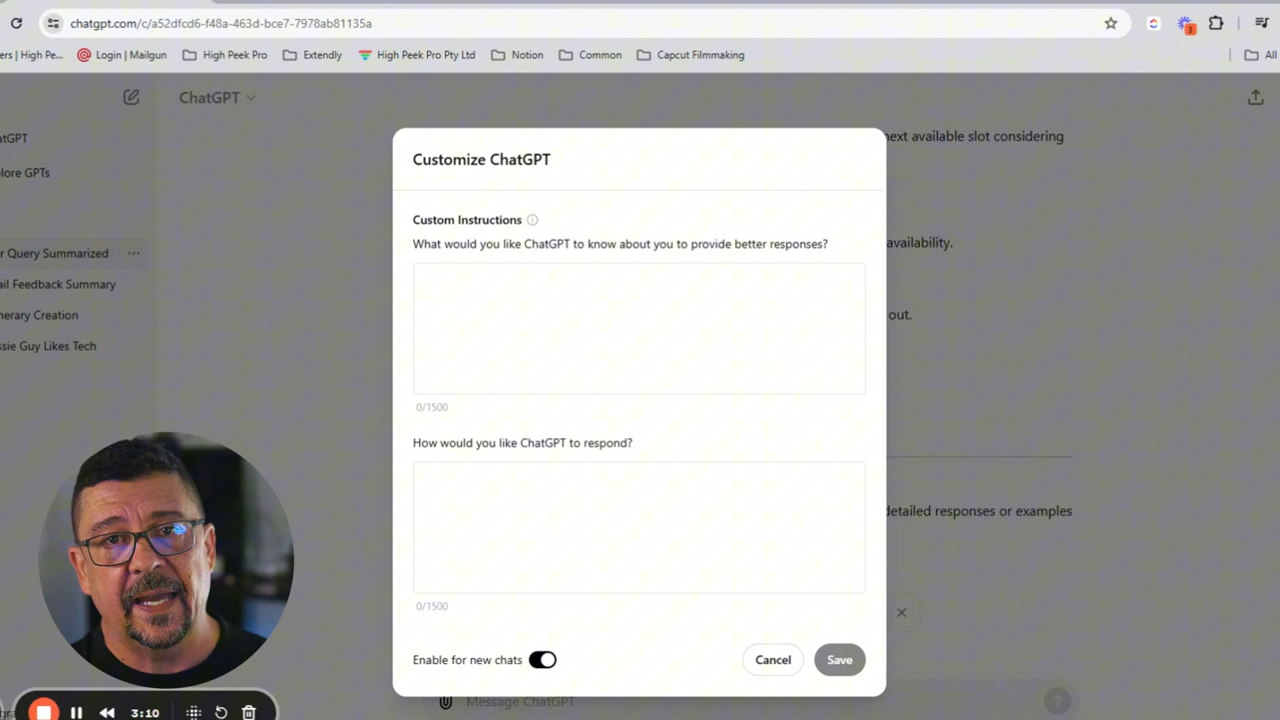 chatgpt.com/c/a52dfcd6-f48a-463d-bce7-7978ab81135a
3
ers | High Pe... Login | Mailgun High Peek Pro Extendly High Peek Pro Pty Ltd Notion Common Capcut Filmmaking All
ChatGPT
atGPT
next available slot considering
lore GPTs
Customize ChatGPT
Custom Instructions
What would you like ChatGPT to know about you to provide better responses?
availability.
r Query Summarized ...
ail Feedback Summary
nerary Creation
out.
ssie Guy Likes Tech
0/1500
How would you like ChatGPT to respond?
detailed responses or examples
0/1500
Enable for new chats
Cancel
Save
Message ChatGPT
3:10